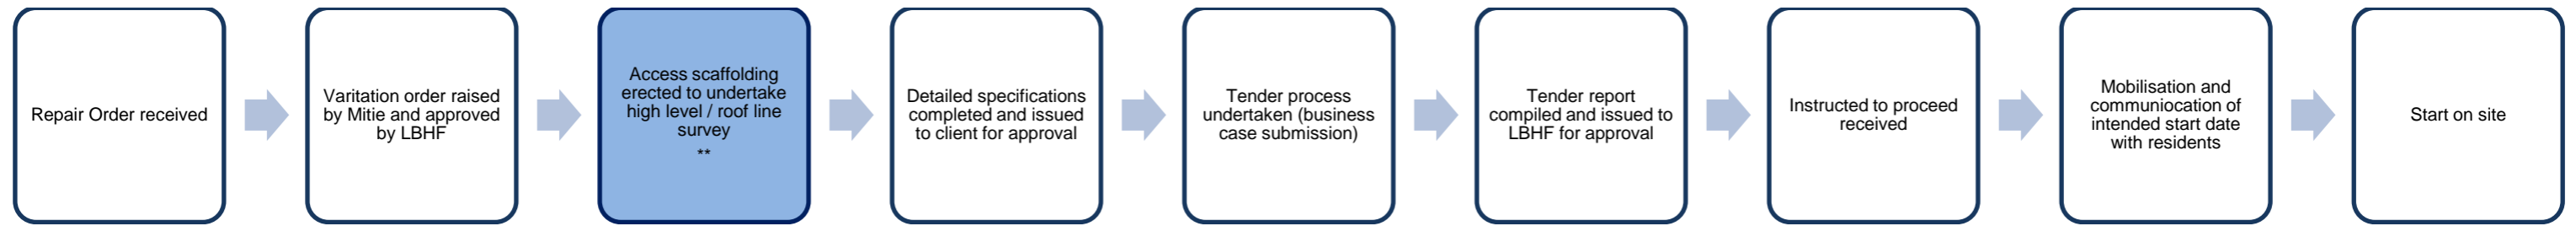 Repair Order received
Varitation order raised
by Mitie and approved
by LBHF
Access scaffolding
erected to undertake
high level / roof line
survey
**
Detailed specifications
completed and issued
to client for approval
Tender process
undertaken (business
case submission)
Tender report
compiled and issued to
LBHF for approval
Instructed to proceed
received
Mobilisation and
communiocation of
intended start date
with residents
Start on site